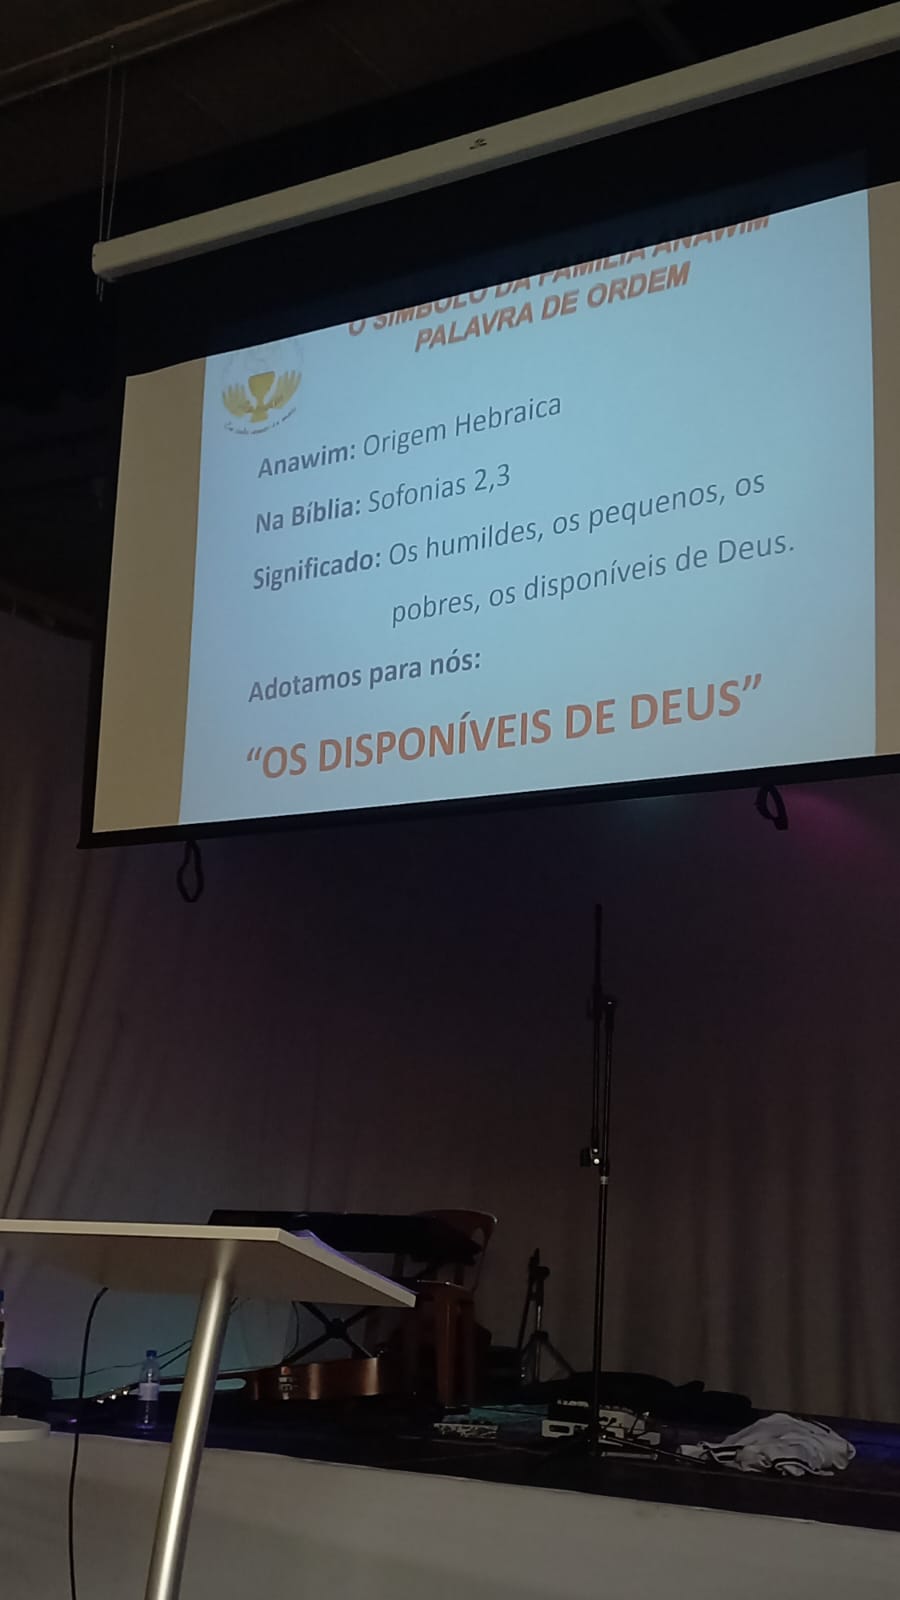 O SÍMBOLO DA FAMÍLIA ANAWIM
PALAVRA DE ORDEM
Anawim: Origem Hebraica
Na Bíblia: Sofonias 2,3
Significado: Os humildes, os pequenos, os
pobres, os disponíveis de Deus.
Adotamos para nós:
“OS DISPONÍVEIS DE DEUS”